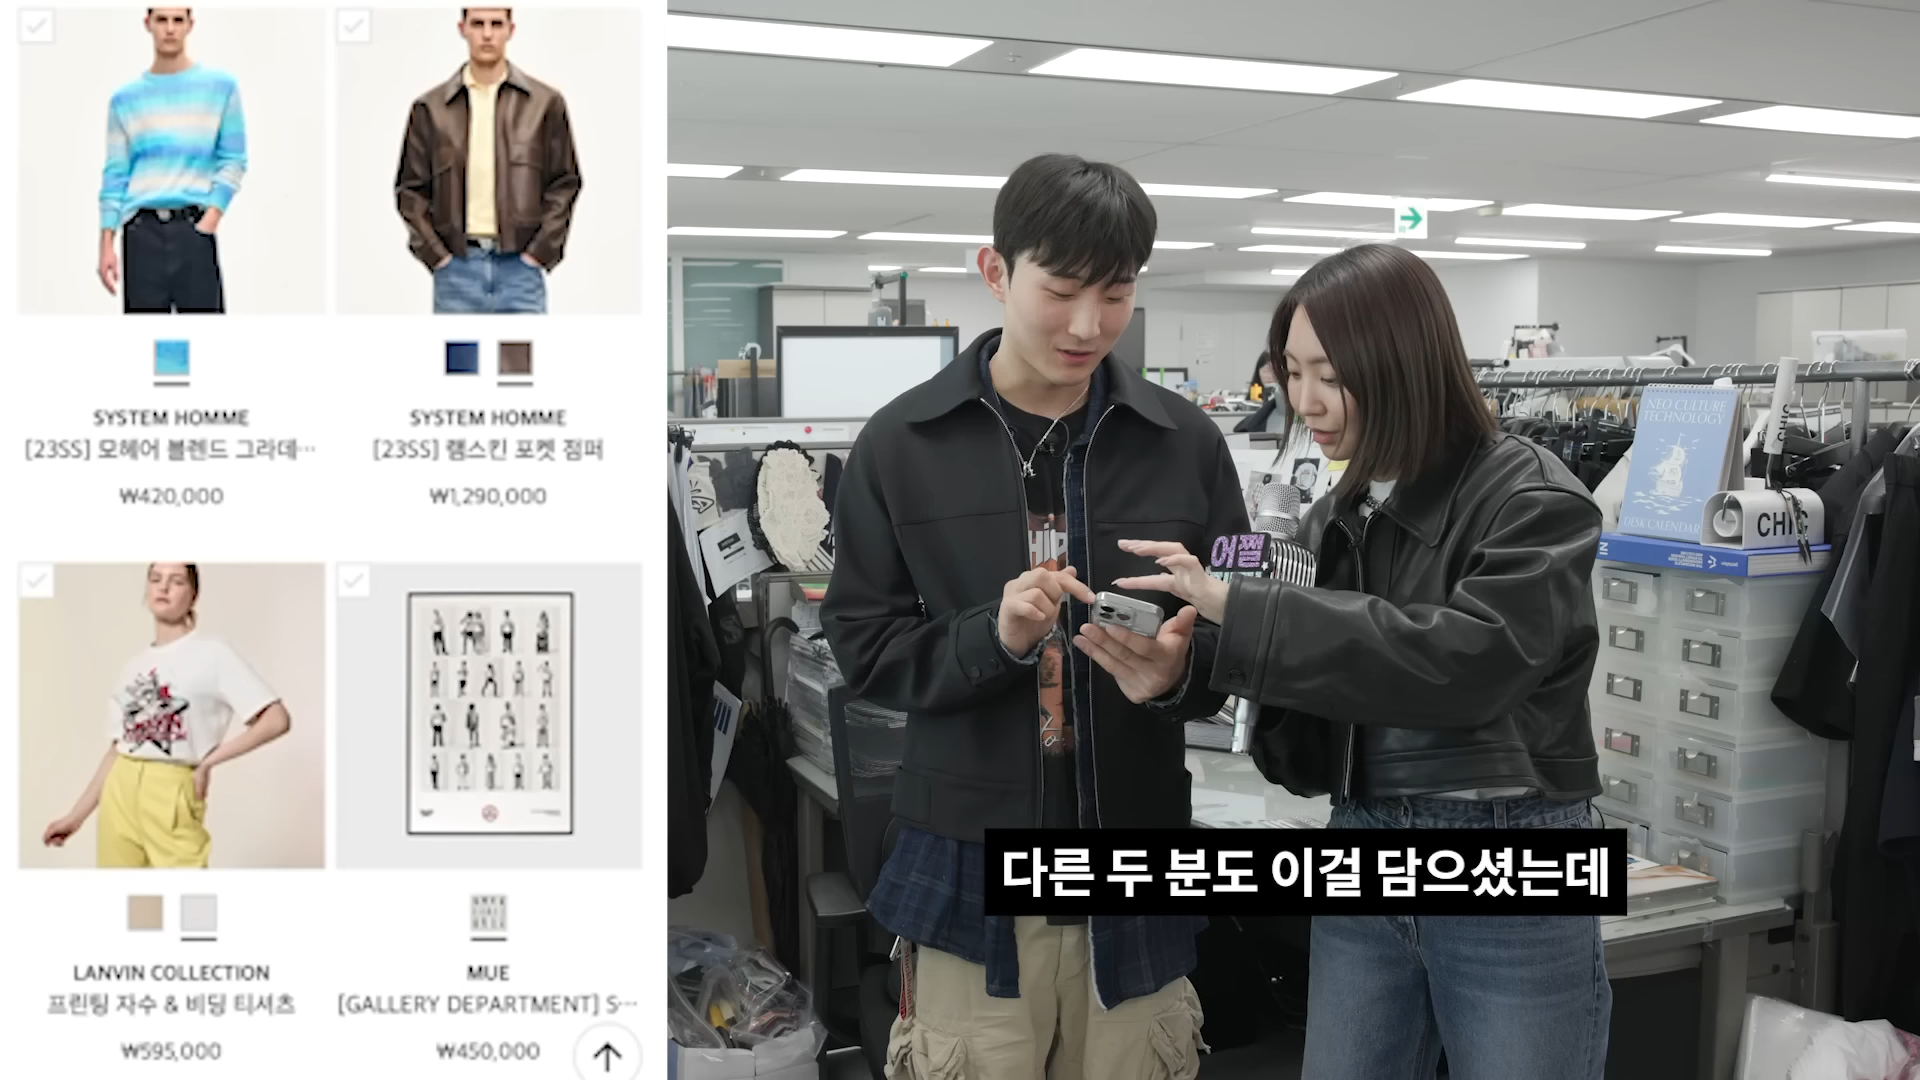 SYSTEM HOMME
[23SS] 모헤어 블렌드 그라데…
₩420,000
SYSTEM HOMME
[23SS] 램스킨 포켓 점퍼
₩1,290,000
LANVIN COLLECTION
프린팅 자수 & 비딩 티셔츠
₩595,000
MUE
[GALLERY DEPARTMENT] S…
₩450,000
NEO CULTURE
TECHNOLOGY
DESK CALENDAR
CHIC
어쩰
다른 두 분도 이걸 담으셨는데